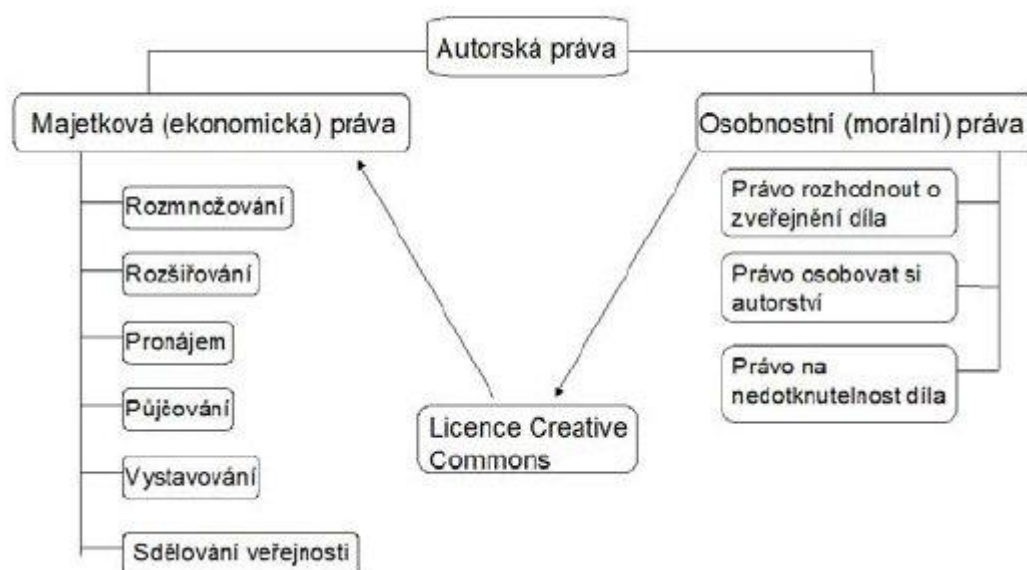 Autorská práva
Majetková (ekonomická) práva
Rozmnožování
Rozšiřování
Pronájem
Půjčování
Vystavování
Sdělování veřejnosti
Licence Creative
Commons
Osobnostní (morální) práva
Právo rozhodnout o
zveřejnění díla
Právo osobovat si
autorství
Právo na
nedotknutelnost díla